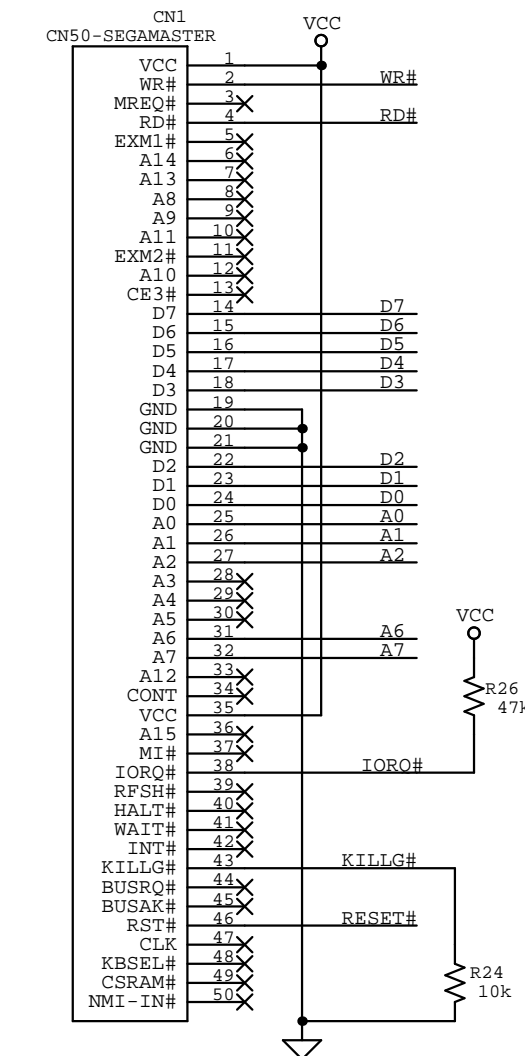 CN1
CN50-SEGAMASTER
VCC
VCC 1
WR# 2 WR#
MREQ# 3
RD# 4 RD#
EXM1# 5
A14 6
A13 7
A8 8
A9 9
A11 10
EXM2# 11
A10 12
CE3# 13
D7 14 D7
D6 15 D6
D5 16 D5
D4 17 D4
D3 18 D3
GND 19
GND 20
GND 21
D2 22 D2
D1 23 D1
D0 24 D0
A0 25 A0
A1 26 A1
A2 27 A2
A3 28
A4 29
A5 30
A6 31 A6
A7 32 A7
A12 33
CONT 34
VCC 35
A15 36
MI# 37
IORQ# 38 IORQ#
RFSH# 39
HALT# 40
WAIT# 41
INT# 42
KILLG# 43 KILLG#
BUSRQ# 44
BUSAK# 45
RST# 46 RESET#
CLK 47
KBSEL# 48
CSRAM# 49
NMI-IN# 50
VCC
R26
47k
R24
10k